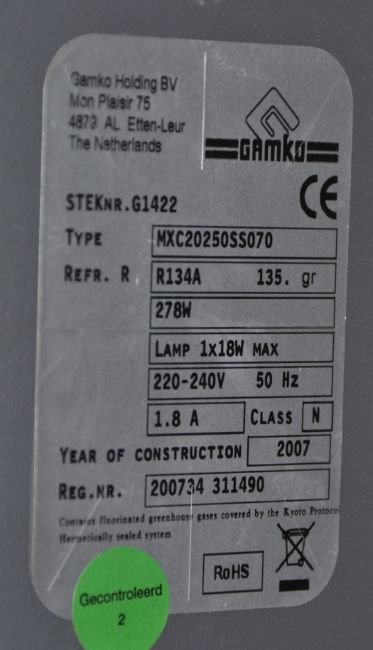 Gamko Holding BV
Mon Plaisir 75
4879 AL Etten-Leur
The Netherlands
GAMKO
CE
STEKNR.G1422
TYPE MXC20250SS070
REFR. R R134A 135. gr
278W
LAMP 1x18W MAX
220-240V 50 Hz
1.8 A CLASS N
YEAR OF CONSTRUCTION 2007
REG.NR. 200734 311490
Contains fluorinated greenhouse gases covered by the Kyoto Protocol
Hermetically sealed system
RoHS
Gecontroleerd
2